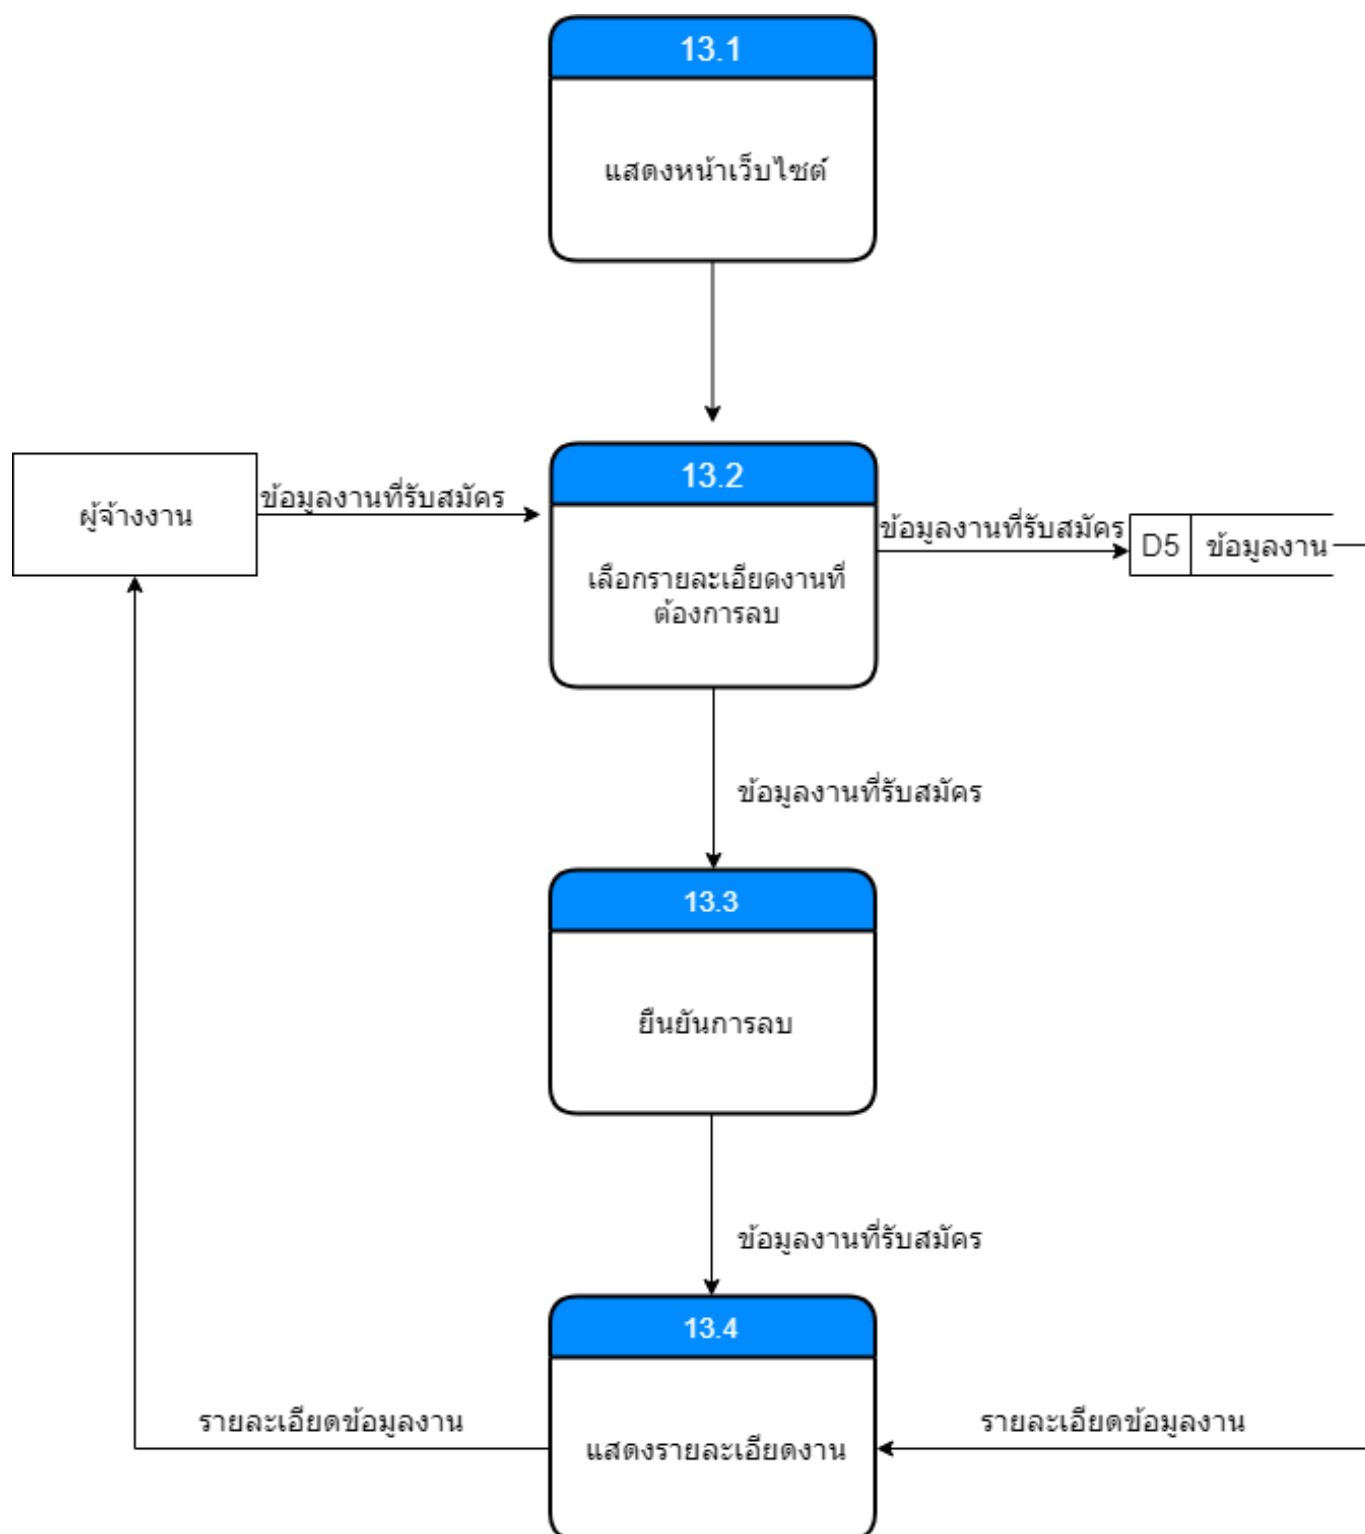 13.1
แสดงหน้าเว็บไซต์
13.2
ผู้จ้างงาน
ข้อมูลงานที่รับสมัคร
ข้อมูลงานที่รับสมัคร
D5
ข้อมูลงาน
เลือกรายละเอียดงานที่
ต้องการลบ
ข้อมูลงานที่รับสมัคร
13.3
ยืนยันการลบ
ข้อมูลงานที่รับสมัคร
13.4
รายละเอียดข้อมูลงาน
แสดงรายละเอียดงาน
รายละเอียดข้อมูลงาน